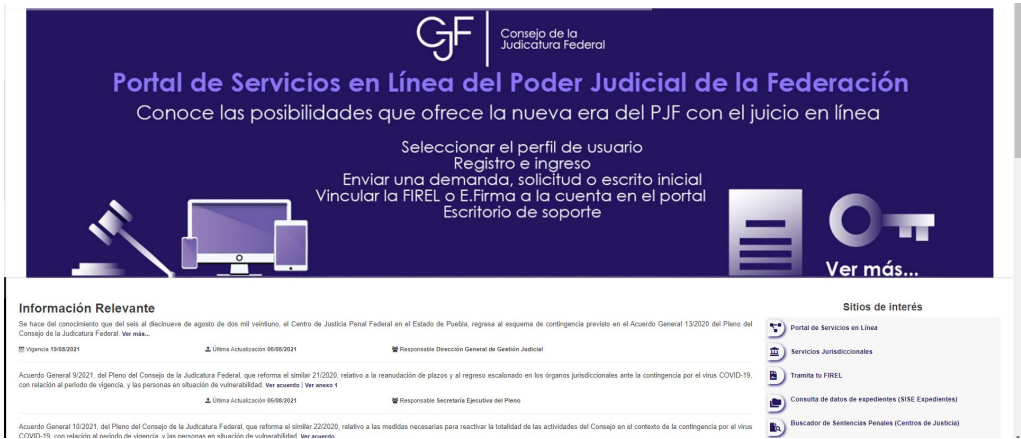 CJF
Consejo de la
Judicatura Federal
Portal de Servicios en Línea del Poder Judicial de la Federación
Conoce las posibilidades que ofrece la nueva era del PJF con el juicio en línea
Seleccionar el perfil de usuario
Registro e ingreso
Enviar una demanda, solicitud o escrito inicial
Vincular la FIREL o E.Firma a la cuenta en el portal
Escritorio de soporte
Ver más...
Información Relevante
Se hace del conocimiento que del seis al diecinueve de agosto de dos mil veintiuno, el Centro de Justicia Penal Federal en el Estado de Puebla, regresa al esquema de contingencia previsto en el Acuerdo General 13/2020 del Pleno del
Consejo de la Judicatura Federal. Ver más...
Vigencia 19/08/2021 Última Actualización 06/08/2021 Responsable Dirección General de Gestión Judicial
Acuerdo General 9/2021, del Pleno del Consejo de la Judicatura Federal, que reforma el similar 21/2020, relativo a la reanudación de plazos y al regreso escalonado en los órganos jurisdiccionales ante la contingencia por el virus COVID-19,
con relación al periodo de vigencia, y las personas en situación de vulnerabilidad. Ver acuerdo | Ver anexo 1
Última Actualización 05/08/2021 Responsable Secretaría Ejecutiva del Pleno
Acuerdo General 10/2021, del Pleno del Consejo de la Judicatura Federal, que reforma el similar 22/2020, relativo a las medidas necesarias para reactivar la totalidad de las actividades del Consejo en el contexto de la contingencia por el virus
COVID-19, con relación al periodo de vigencia, y las personas en situación de vulnerabilidad. Ver acuerdo
Sitios de interés
Portal de Servicios en Línea
Servicios Jurisdiccionales
Tramita tu FIREL
Consulta de datos de expedientes (SISE Expedientes)
Buscador de Sentencias Penales (Centros de Justicia)